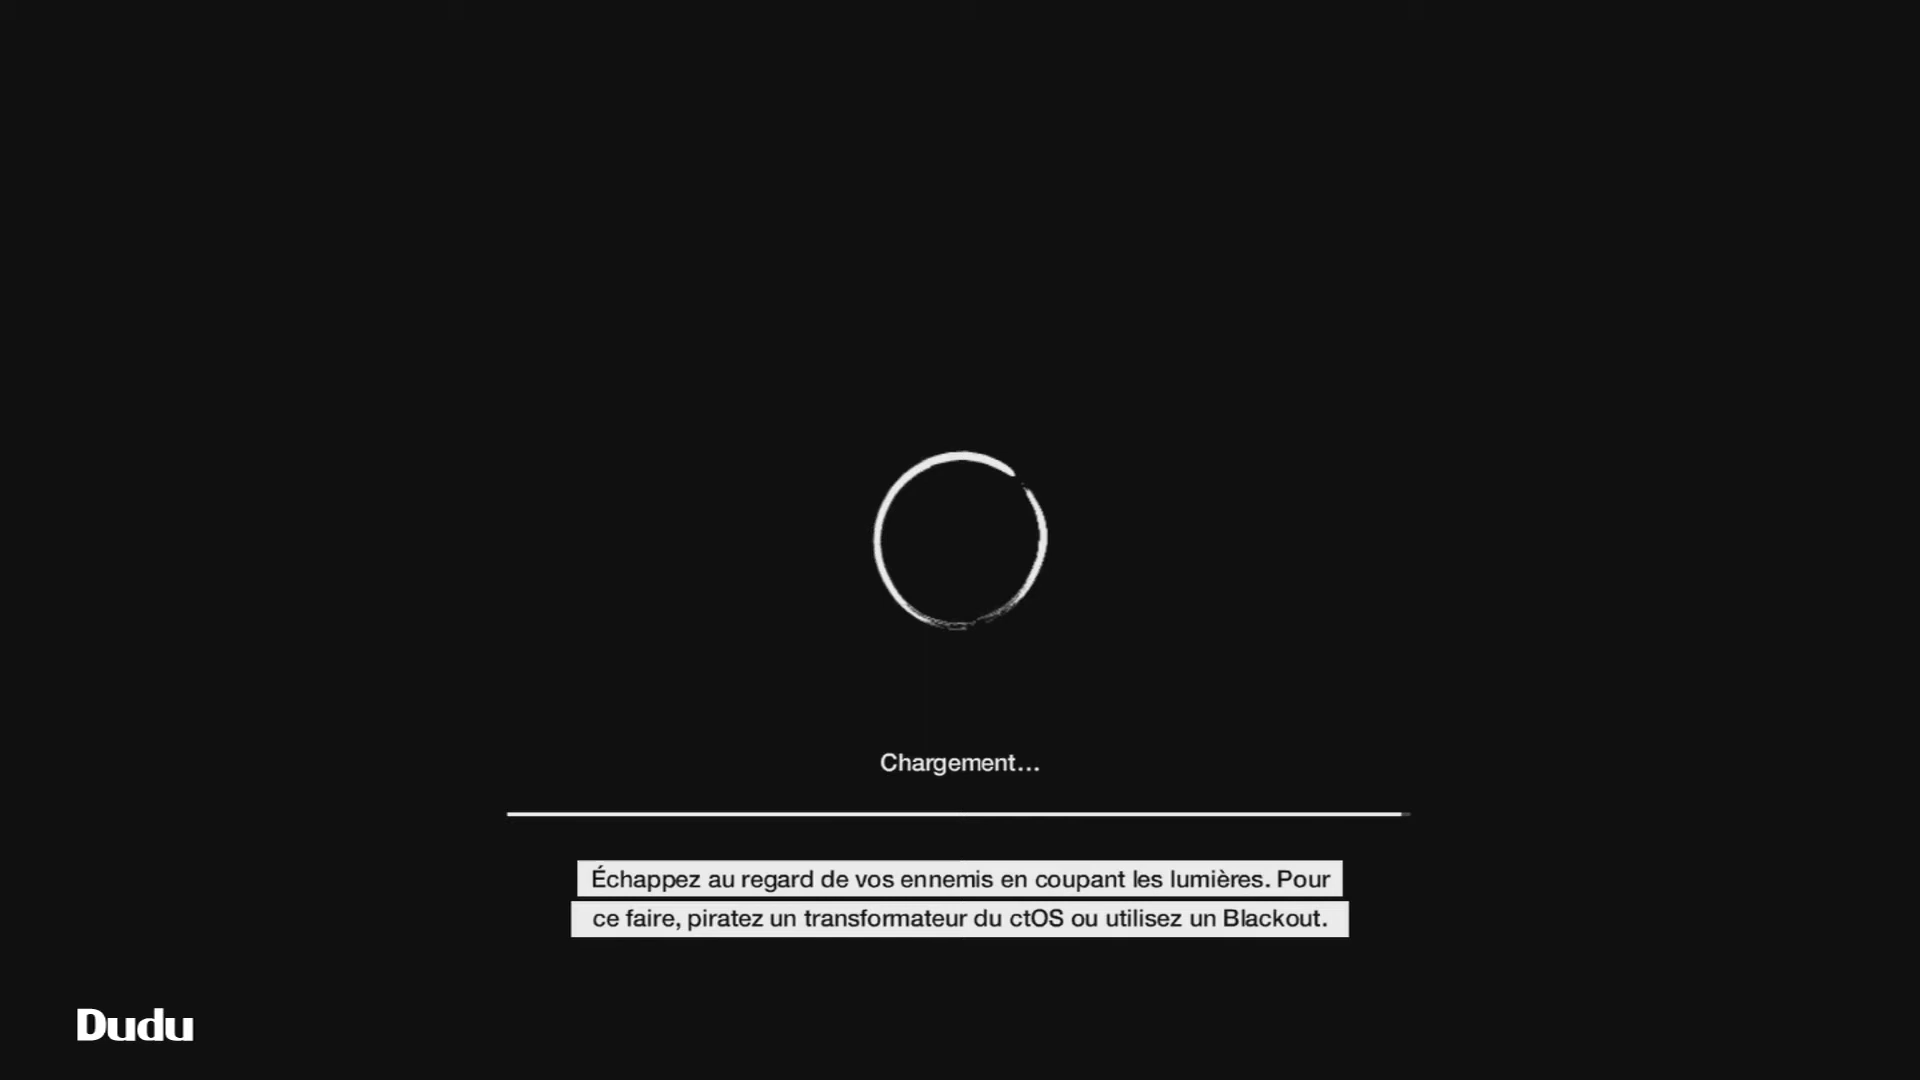 Chargement...
Échappez au regard de vos ennemis en coupant les lumières. Pour
ce faire, piratez un transformateur du ctOS ou utilisez un Blackout.
Dudu